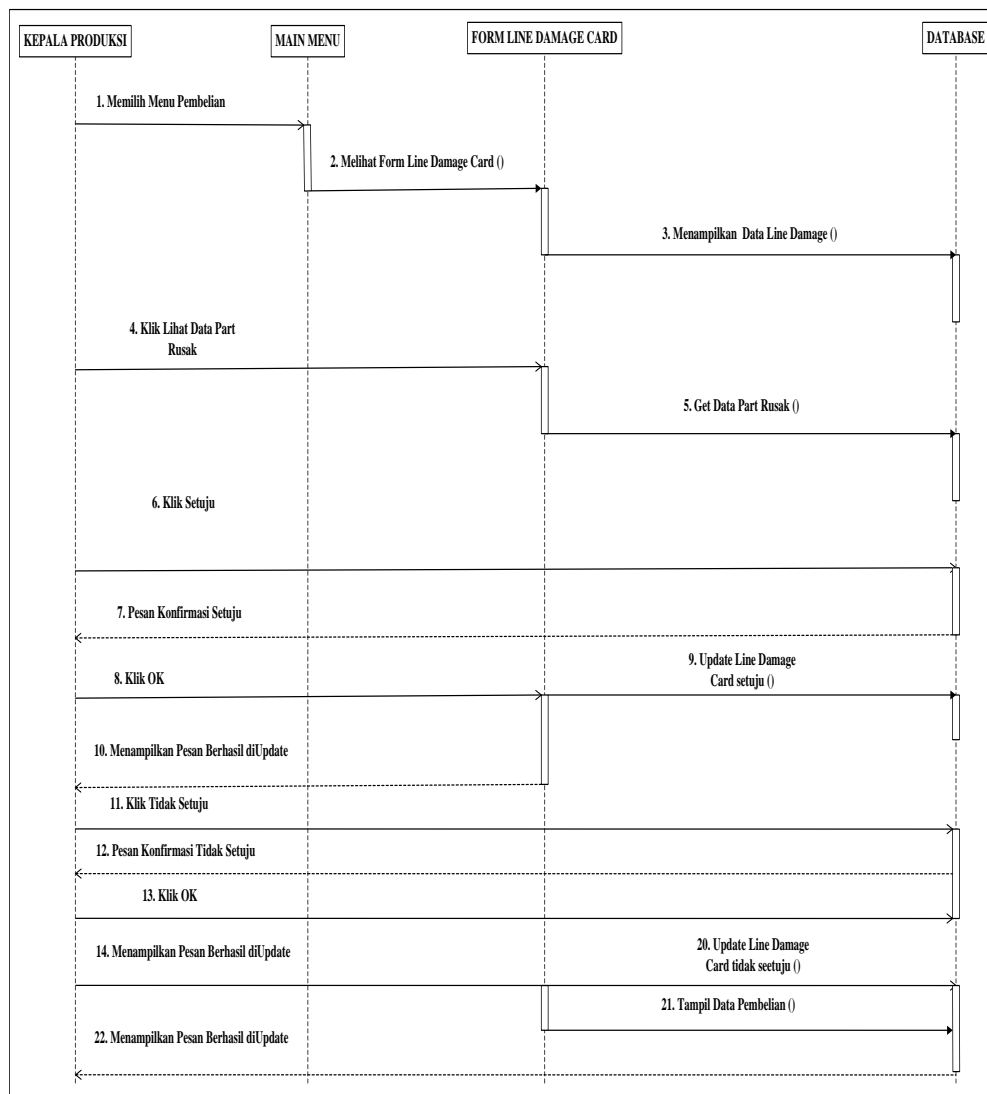 KEPALA PRODUKSI
MAIN MENU
FORM LINE DAMAGE CARD
DATABASE
1. Memilih Menu Pembelian
2. Melihat Form Line Damage Card ()
3. Menampilkan Data Line Damage ()
4. Klik Lihat Data Part
Rusak
5. Get Data Part Rusak ()
6. Klik Setuju
7. Pesan Konfirmasi Setuju
9. Update Line Damage
Card setuju ()
8. Klik OK
10. Menampilkan Pesan Berhasil diUpdate
11. Klik Tidak Setuju
12. Pesan Konfirmasi Tidak Setuju
13. Klik OK
14. Menampilkan Pesan Berhasil diUpdate
20. Update Line Damage
Card tidak seetuju ()
21. Tampil Data Pembelian ()
22. Menampilkan Pesan Berhasil diUpdate